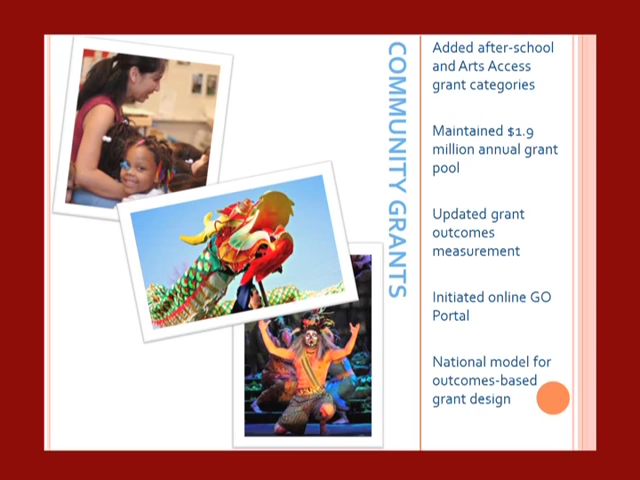 COMMUNITY GRANTS
Added after-school
and Arts Access
grant categories
Maintained $1.9
million annual grant
pool
Updated grant
outcomes
measurement
Initiated online GO
Portal
National model for
outcomes-based
grant design